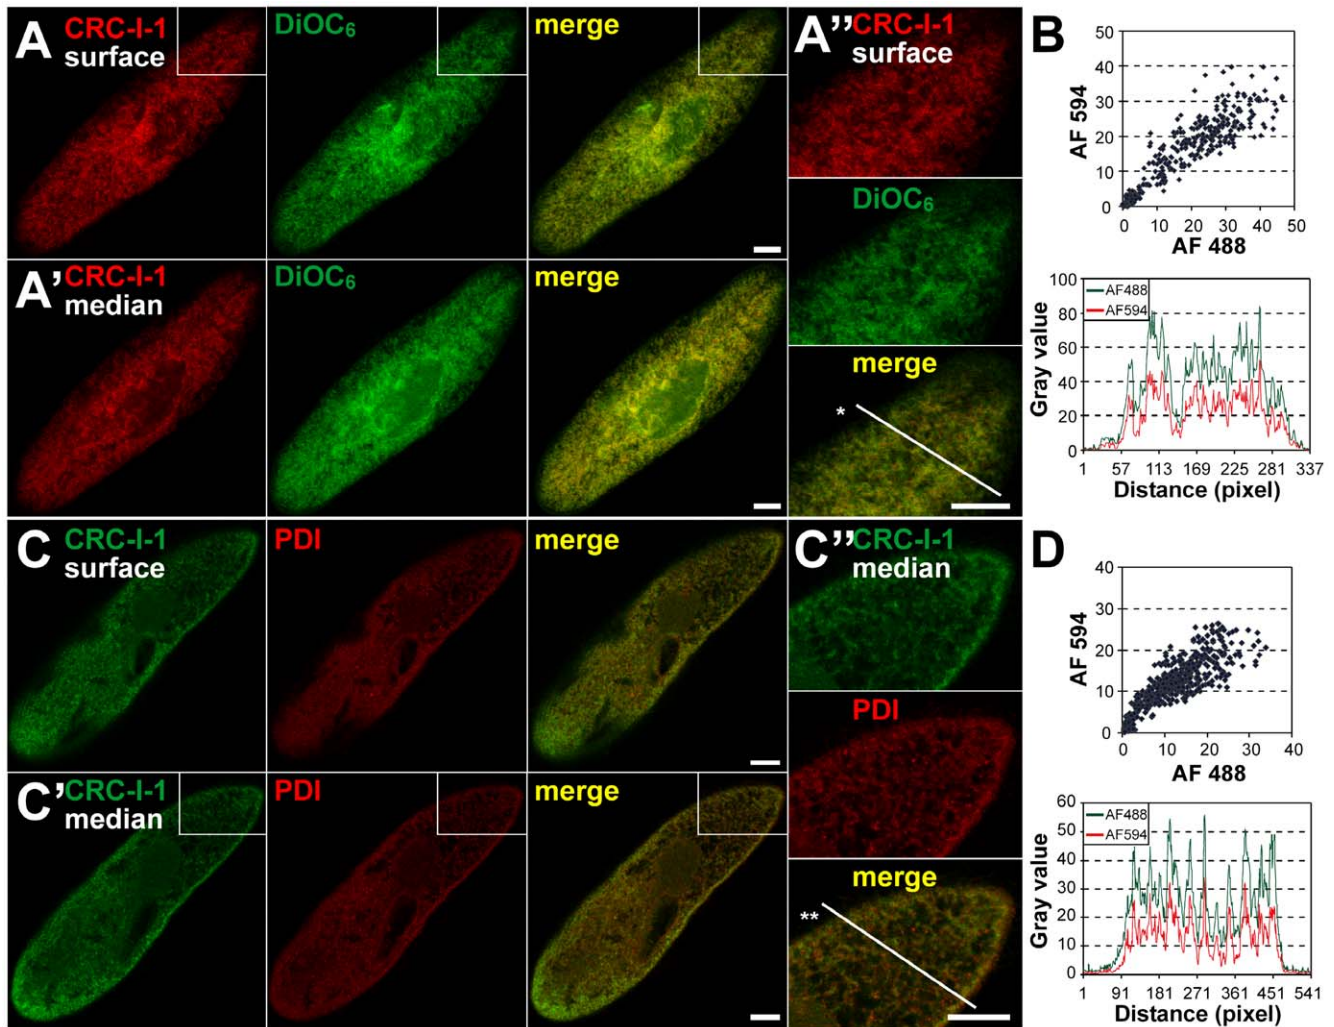 A CRC-I-1
surface
DiOC₆
merge
A'' CRC-I-1
surface
DiOC₆
merge
*
B
50
40
30
20
10
0
AF 594
0 10 20 30 40 50
AF 488
AF488
AF594
100
80
60
40
20
0
Gray value
1 57 113 169 225 281 337
Distance (pixel)
A' CRC-I-1
median
DiOC₆
merge
C CRC-I-1
surface
PDI
merge
C'' CRC-I-1
median
PDI
merge
**
D
40
30
20
10
0
AF 594
0 10 20 30 40
AF 488
AF488
AF594
60
50
40
30
20
10
0
Gray value
1 91 181 271 361 451 541
Distance (pixel)
C' CRC-I-1
median
PDI
merge